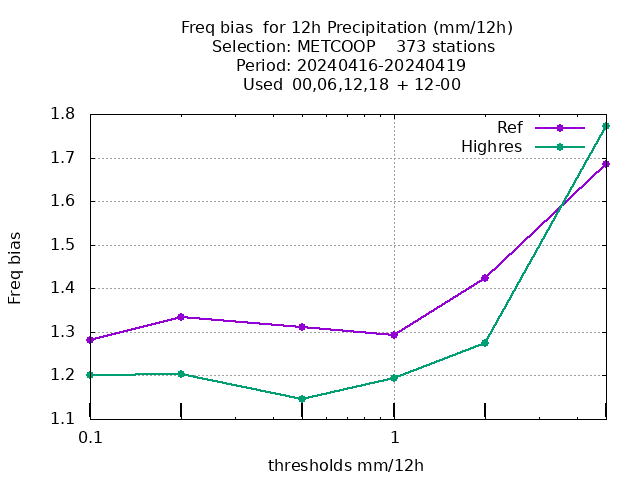 Freq bias  for 12h Precipitation (mm/12h)
Selection: METCOOP    373 stations
Period: 20240416-20240419
Used  00,06,12,18  + 12-00
1.8
1.7
1.6
1.5
1.4
1.3
1.2
1.1
Freq bias
Ref
Highres
0.1
1
thresholds mm/12h